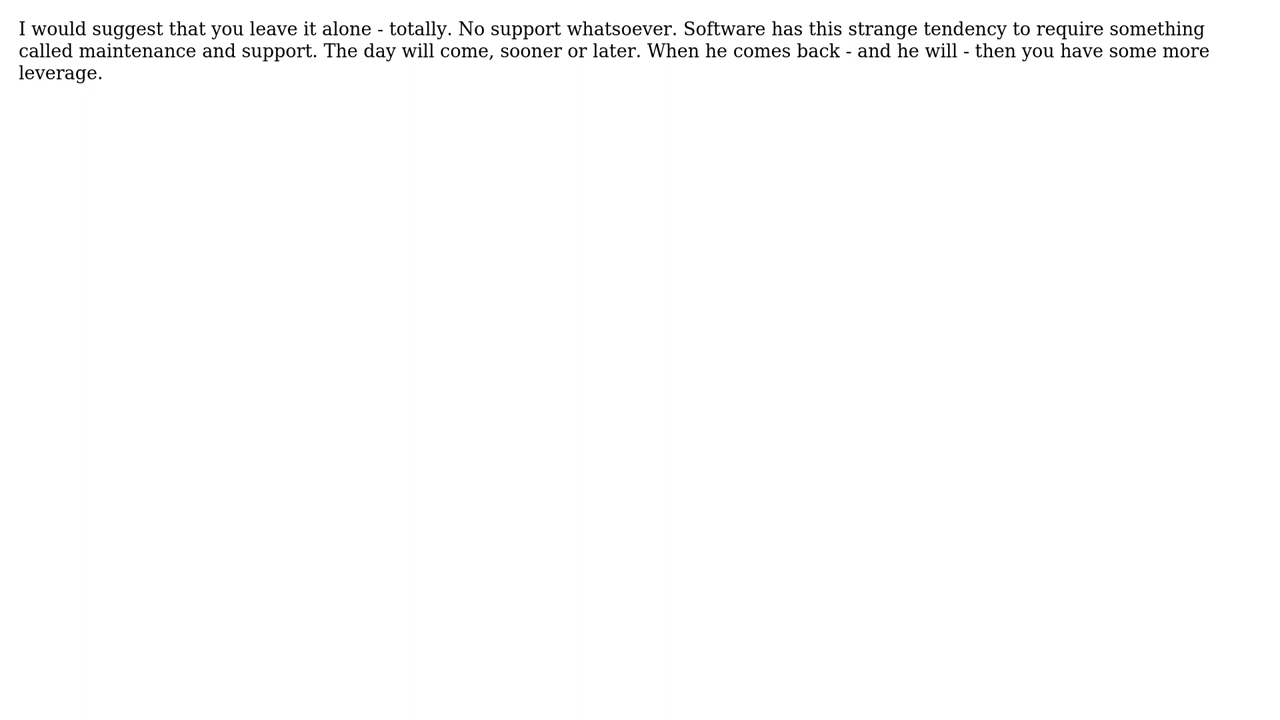 I would suggest that you leave it alone - totally. No support whatsoever. Software has this strange tendency to require something
called maintenance and support. The day will come, sooner or later. When he comes back - and he will - then you have some more
leverage.